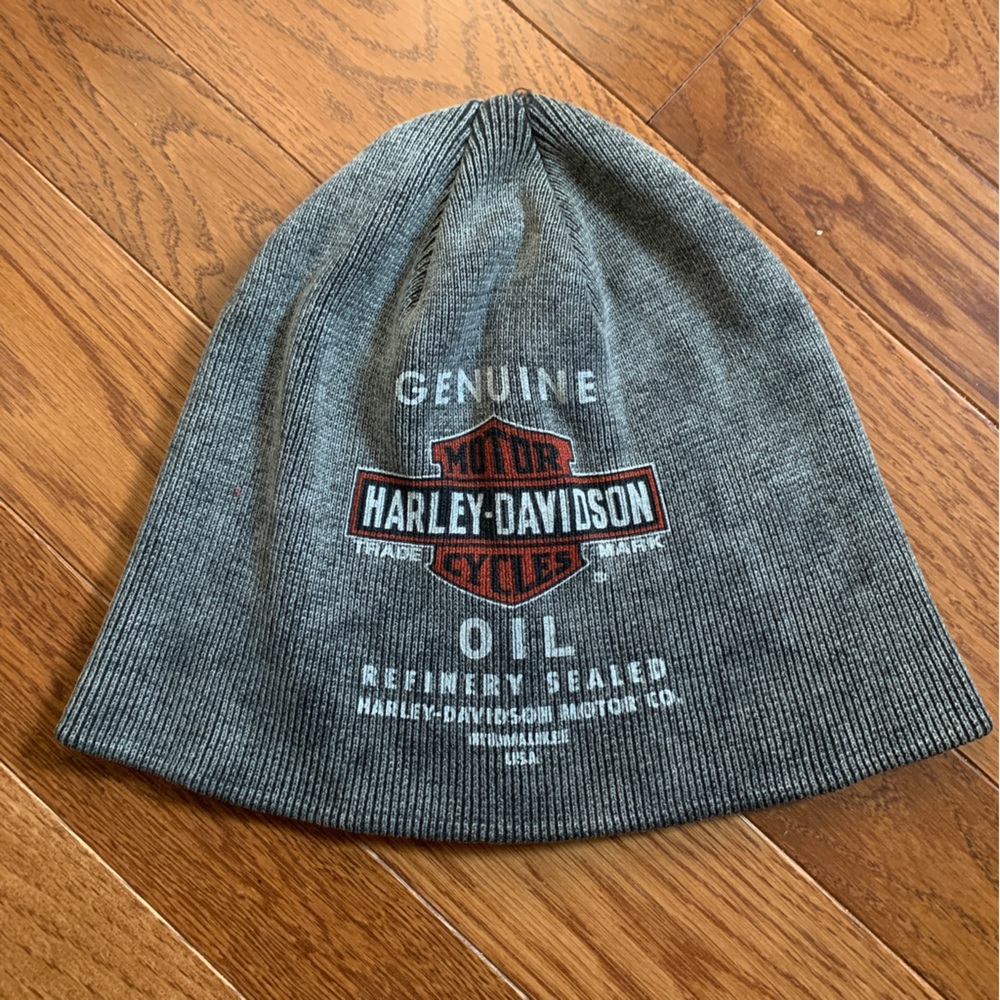 GENUINE
MOTOR
HARLEY-DAVIDSON
TRADE MARK
CYCLES
OIL
REFINERY SEALED
HARLEY-DAVIDSON MOTOR CO.
MILWAUKEE
USA